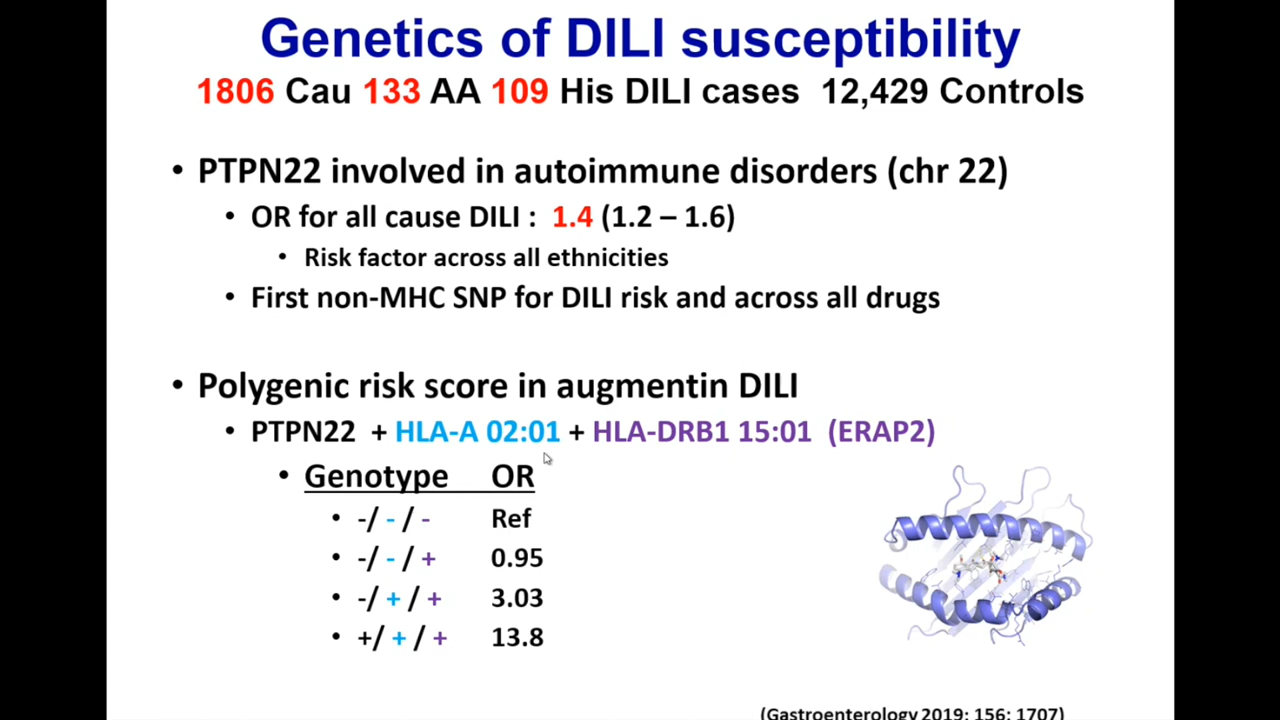 Genetics of DILI susceptibility
1806 Cau 133 AA 109 His DILI cases 12,429 Controls
• PTPN22 involved in autoimmune disorders (chr 22)
• OR for all cause DILI : 1.4 (1.2 – 1.6)
• Risk factor across all ethnicities
• First non-MHC SNP for DILI risk and across all drugs
• Polygenic risk score in augmentin DILI
• PTPN22 + HLA-A 02:01 + HLA-DRB1 15:01 (ERAP2)
• Genotype OR
• -/ - / - Ref
• -/ - / + 0.95
• -/ + / + 3.03
• +/ + / + 13.8
(Gastroenterology 2019; 156: 1707)